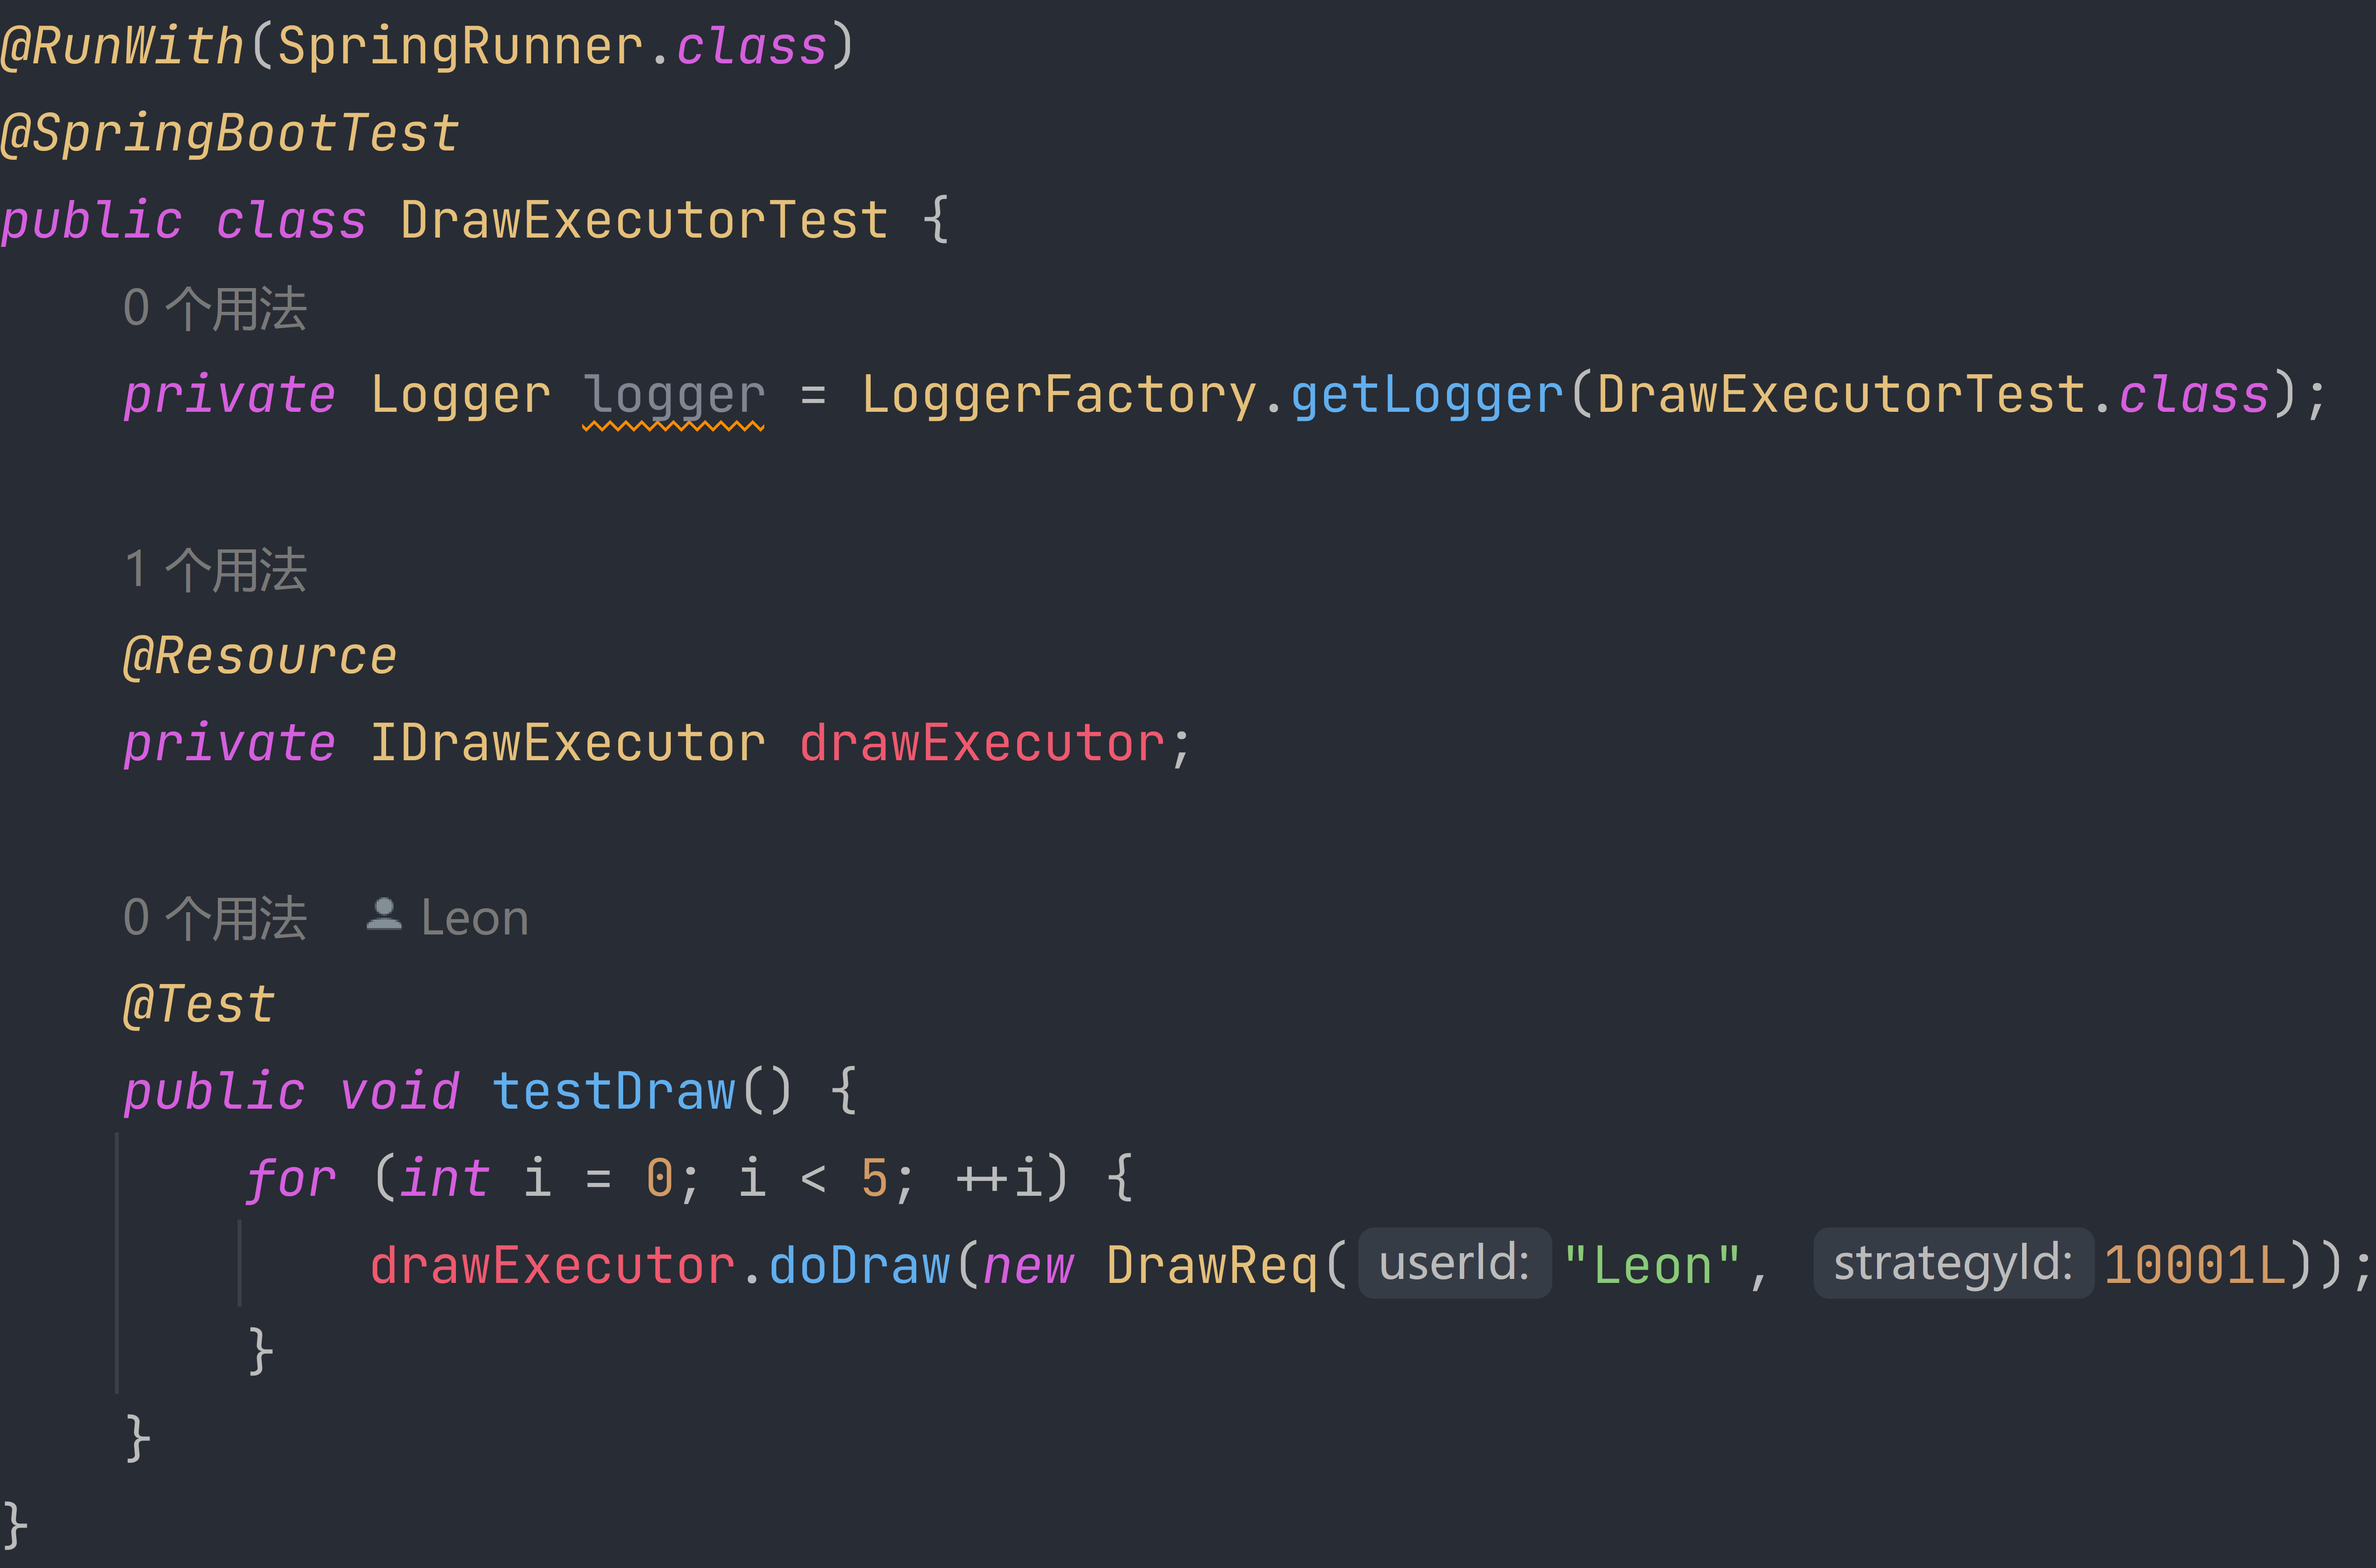 @RunWith(SpringRunner.class)
@SpringBootTest
public class DrawExecutorTest {
0 个用法
private Logger logger = LoggerFactory.getLogger(DrawExecutorTest.class);
1 个用法
@Resource
private IDrawExecutor drawExecutor;
0 个用法 Leon
@Test
public void testDraw() {
for (int i = 0; i < 5; ++i) {
drawExecutor.doDraw(new DrawReq( userId: "Leon", strategyId: 10001L));
}
}
}